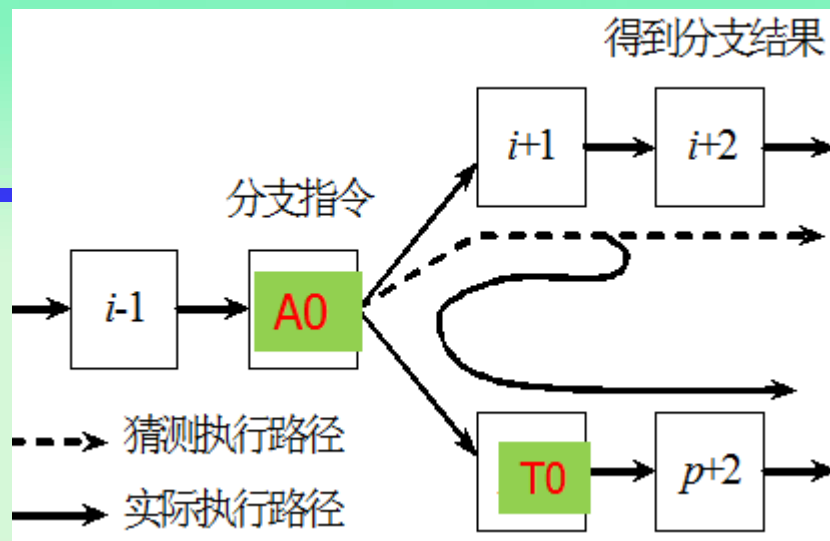 得到分支结果
i+1
i+2
分支指令
i-1
A0
猜测执行路径
T0
p+2
实际执行路径